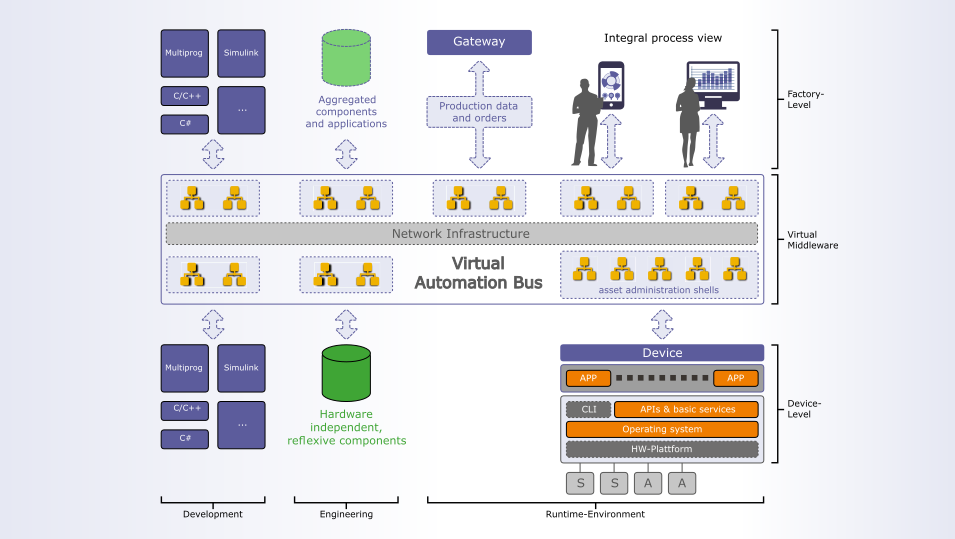 Multiprog
Simulink
C/C++
...
C#
Aggregated
components
and applications
Gateway
Production data
and orders
Integral process view
Factory-
Level
Network Infrastructure
Virtual
Automation Bus
asset administration shells
Virtual
Middleware
Multiprog
Simulink
C/C++
...
C#
Hardware
independent,
reflexive components
Device
APP
APP
CLI
APIs & basic services
Operating system
HW-Plattform
S
S
A
A
Device-
Level
Development
Engineering
Runtime-Environment